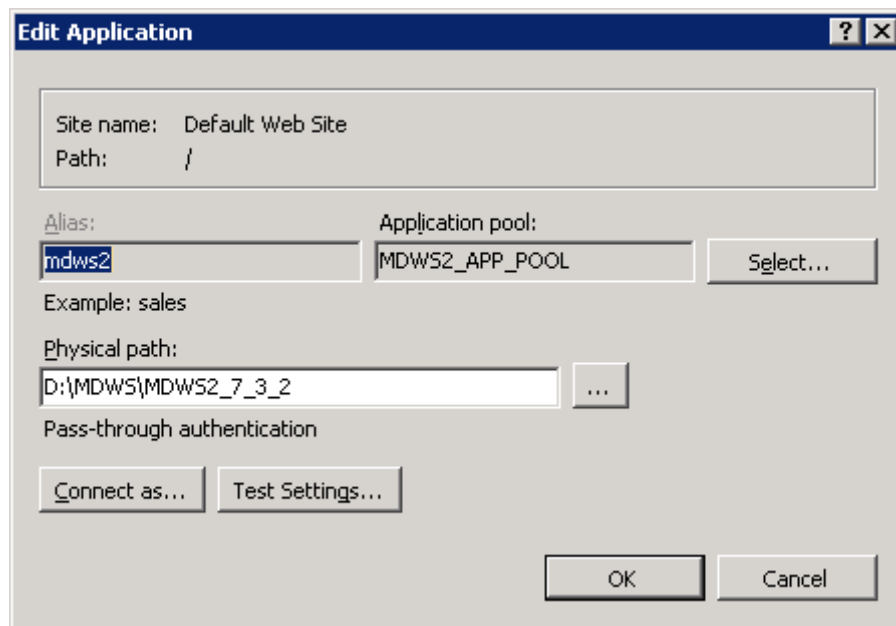 Edit Application
Site name: Default Web Site
Path: /
Alias: Application pool:
mdws2 MDWS2_APP_POOL Select...
Example: sales
Physical path:
D:\MDWS\MDWS2_7_3_2 ...
Pass-through authentication
Connect as... Test Settings...
OK Cancel